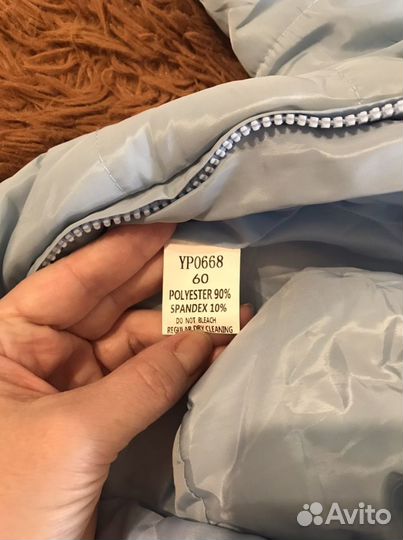 YP0668
60
POLYESTER 90%
SPANDEX 10%
DO NOT BLEACH
REGULAR DRY CLEANING
Avito